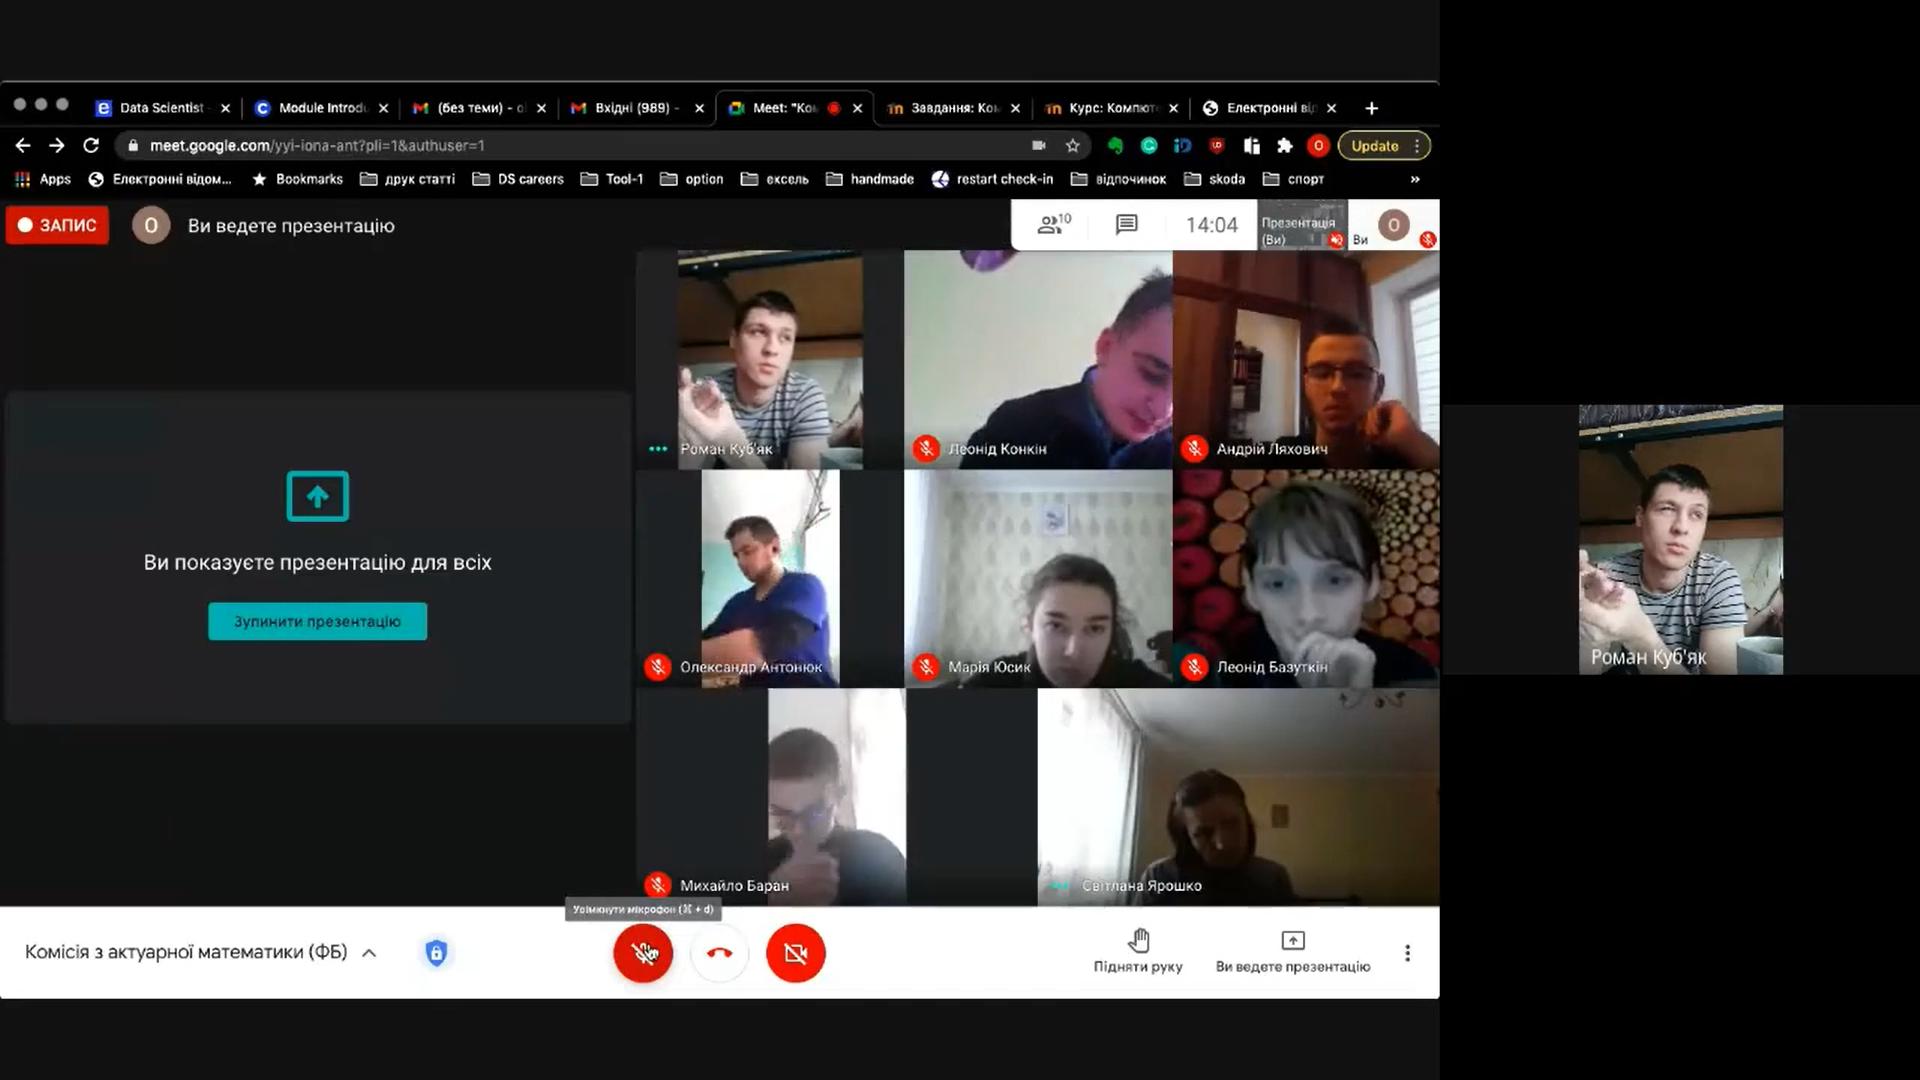 Data Scientist
Module Introdu
(без теми) - o
Вхідні (989) -
Meet: "Ко
Завдання: Ко
Курс: Комп'ют
Електронні ві
meet.google.com/yyi-iona-ant?pli=1&authuser=1
Update
Apps
Електронні відом...
Bookmarks
друк статті
DS careers
Tool-1
option
ексель
handmade
restart check-in
відпочинок
skoda
спорт
»
ЗАПИС
О
Ви ведете презентацію
10
14:04
Презентація
(Ви)
Ви
О
Ви показуєте презентацію для всіх
Зупинити презентацію
Роман Куб'як
Леонід Конкін
Андрій Ляхович
Олександр Антонюк
Марія Юсик
Леонід Базуткін
Михайло Баран
Світлана Ярошко
Роман Куб'як
Увімкнути мікрофон (⌘ + d)
Комісія з актуарної математики (ФБ)
Підняти руку
Ви ведете презентацію